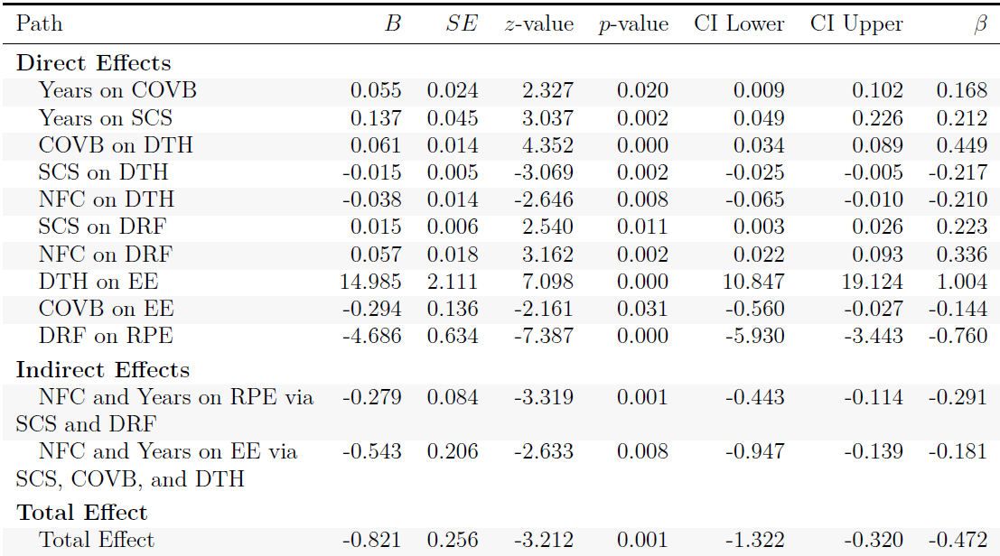 Path B SE z-value p-value CI Lower CI Upper β
Direct Effects
Years on COVB 0.055 0.024 2.327 0.020 0.009 0.102 0.168
Years on SCS 0.137 0.045 3.037 0.002 0.049 0.226 0.212
COVB on DTH 0.061 0.014 4.352 0.000 0.034 0.089 0.449
SCS on DTH -0.015 0.005 -3.069 0.002 -0.025 -0.005 -0.217
NFC on DTH -0.038 0.014 -2.646 0.008 -0.065 -0.010 -0.210
SCS on DRF 0.015 0.006 2.540 0.011 0.003 0.026 0.223
NFC on DRF 0.057 0.018 3.162 0.002 0.022 0.093 0.336
DTH on EE 14.985 2.111 7.098 0.000 10.847 19.124 1.004
COVB on EE -0.294 0.136 -2.161 0.031 -0.560 -0.027 -0.144
DRF on RPE -4.686 0.634 -7.387 0.000 -5.930 -3.443 -0.760
Indirect Effects
NFC and Years on RPE via -0.279 0.084 -3.319 0.001 -0.443 -0.114 -0.291
SCS and DRF
NFC and Years on EE via -0.543 0.206 -2.633 0.008 -0.947 -0.139 -0.181
SCS, COVB, and DTH
Total Effect
Total Effect -0.821 0.256 -3.212 0.001 -1.322 -0.320 -0.472